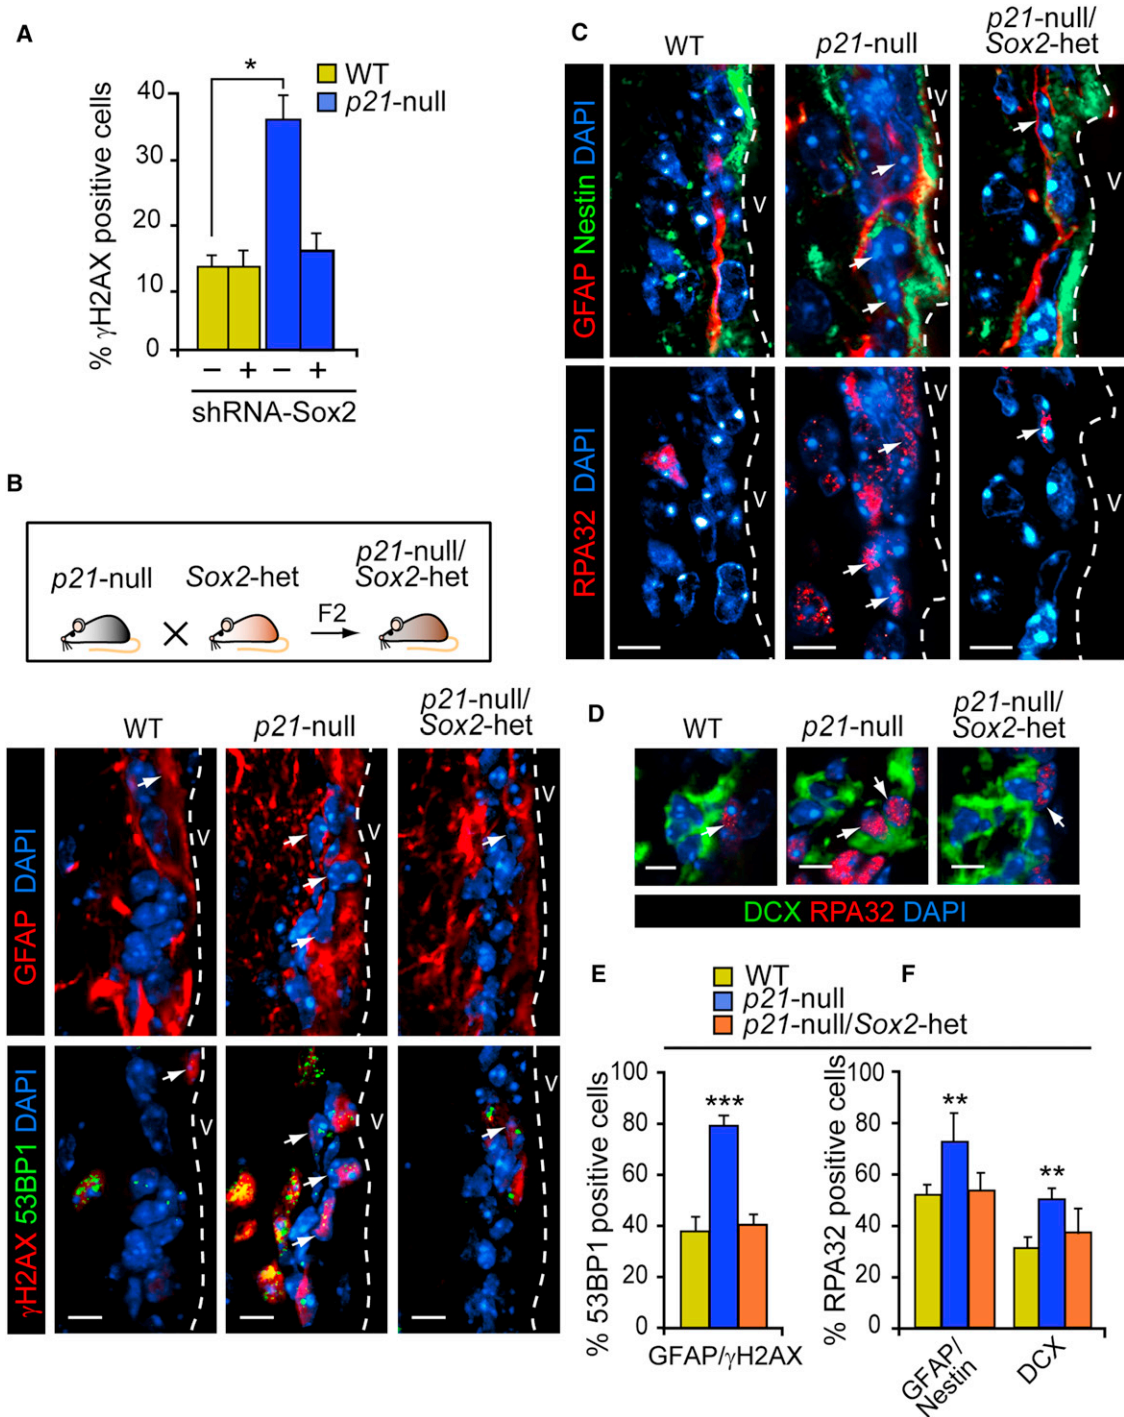 A
*
WT
p21-null
% γH2AX positive cells
40
30
20
10
0
– + – +
shRNA-Sox2
B
p21-null
Sox2-het
p21-null/
Sox2-het
F2
WT
p21-null
p21-null/
Sox2-het
GFAP DAPI
V
V
V
γH2AX 53BP1 DAPI
V
V
V
C
WT
p21-null
p21-null/
Sox2-het
GFAP Nestin DAPI
V
V
V
RPA32 DAPI
V
V
V
D
WT
p21-null
p21-null/
Sox2-het
DCX RPA32 DAPI
E
WT
p21-null
p21-null/Sox2-het
F
% 53BP1 positive cells
100
80
60
40
20
0
***
GFAP/γH2AX
% RPA32 positive cells
100
80
60
40
20
0
**
**
GFAP/
Nestin
DCX